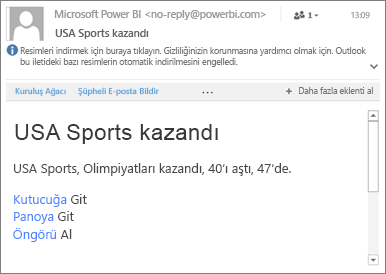 Microsoft Power BI <no-reply@powerbi.com>
1
13:09
USA Sports kazandı
Resimleri indirmek için buraya tıklayın. Gizliliğinizin korunmasına yardımcı olmak için. Outlook
bu iletideki bazı resimlerin otomatik indirilmesini engelledi.
Kuruluş Ağacı Şüpheli E-posta Bildir ... + Daha fazla eklenti al
USA Sports kazandı
USA Sports, Olimpiyatları kazandı, 40’ı aştı, 47’de.
Kutucuğa Git
Panoya Git
Öngörü Al